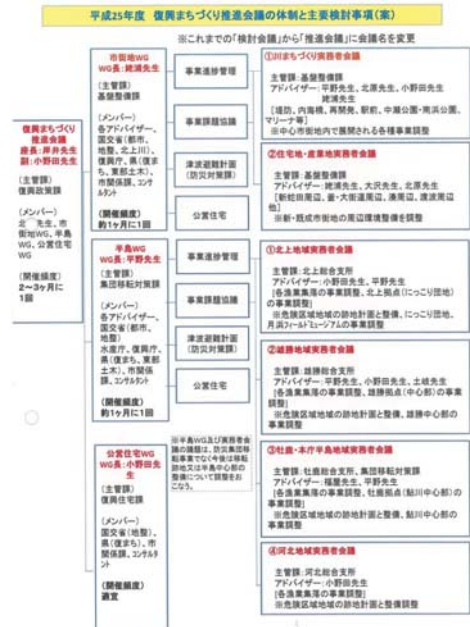 平成25年度 復興まちづくり推進会議の体制と主要検討事項(案)
※これまでの「検討会議」から「推進会議」に会議名を変更
復興まちづくり
推進会議
座長:岸井先生
副:小野田先生
(主管課)
復興政策課
(メンバー)
北 先生、市
街地WG、半島
WG、公営住宅
WG
(開催頻度)
2~3ヶ月に
1回
市街地WG
WG長:姥浦先生
(主管課)
基盤整備課
(メンバー)
各アドバイザー、
国交省(都市、
地整、北上川)、
復興庁、県(復ま
ち、東部土木)、
市関係課、コンサ
ルタント
(開催頻度)
約1ヶ月に1回
事業進捗管理
事業課題協議
津波避難計画
(防災対策課)
公営住宅
①川まちづくり実務者会議
主管課:基盤整備課
アドバイザー:平野先生、北原先生、小野田先生
姥浦先生
[堤防、内海橋、再開発、駅前、中瀬公園・南浜公園、
マリーナ等]
※中心市街地内で展開される各種事業調整
②住宅地・産業地実務者会議
主管課:基盤整備課
アドバイザー:姥浦先生、大沢先生、北原先生
[新蛇田周辺、釜・大街道周辺、湊周辺、渡波周辺
他]
※新・既成市街地の周辺環境整備を調整
半島WG
WG長:平野先生
(主管課)
集団移転対策課
(メンバー)
各アドバイザー、
国交省(都市、
地整)
水産庁、復興庁、
県(復まち、東部
土木)、市関係
課、コンサルタント
(開催頻度)
約1ヶ月に1回
事業進捗管理
事業課題協議
津波避難計画
(防災対策課)
公営住宅
①北上地域実務者会議
主管課:北上総合支所
アドバイザー:小野田先生、平野先生
[各漁業集落の事業調整、北上拠点(にっこり団地)
の事業調整]
※危険区域地域の跡地計画と整備、にっこり団地、
月浜フィールドミュージアムの事業調整
②雄勝地域実務者会議
主管課:雄勝総合支所
アドバイザー:平野先生、小野田先生、土岐先生
[各漁業集落の事業調整、雄勝拠点(中心部)の事業
調整]
※危険区域地域の跡地計画と整備、雄勝中心部の
事業調整
③牡鹿・本庁半島地域実務者会議
主管課:牡鹿総合支所、集団移転対策課
アドバイザー:福屋先生、平野先生
[各漁業集落の事業調整、牡鹿拠点(鮎川中心部)の
の事業調整]
※危険区域地域の跡地計画と整備、鮎川中心部の
事業調整
④河北地域実務者会議
主管課:河北総合支所
アドバイザー:小野田先生
[各漁業集落の事業調整]
※危険区域地域の跡地計画と整備調整
公営住宅WG
WG長:小野田先
生
(主管課)
復興住宅課
(メンバー)
国交省(地整)、
県(復まち)、市
関係課、コンサルタ
ント
(開催頻度)
適宜
※半島WG及び実務者会
議の議題は、防災集団移
転事業でなく今後は移転
跡地又は半島中心部の
整備について調整をお
こなう。